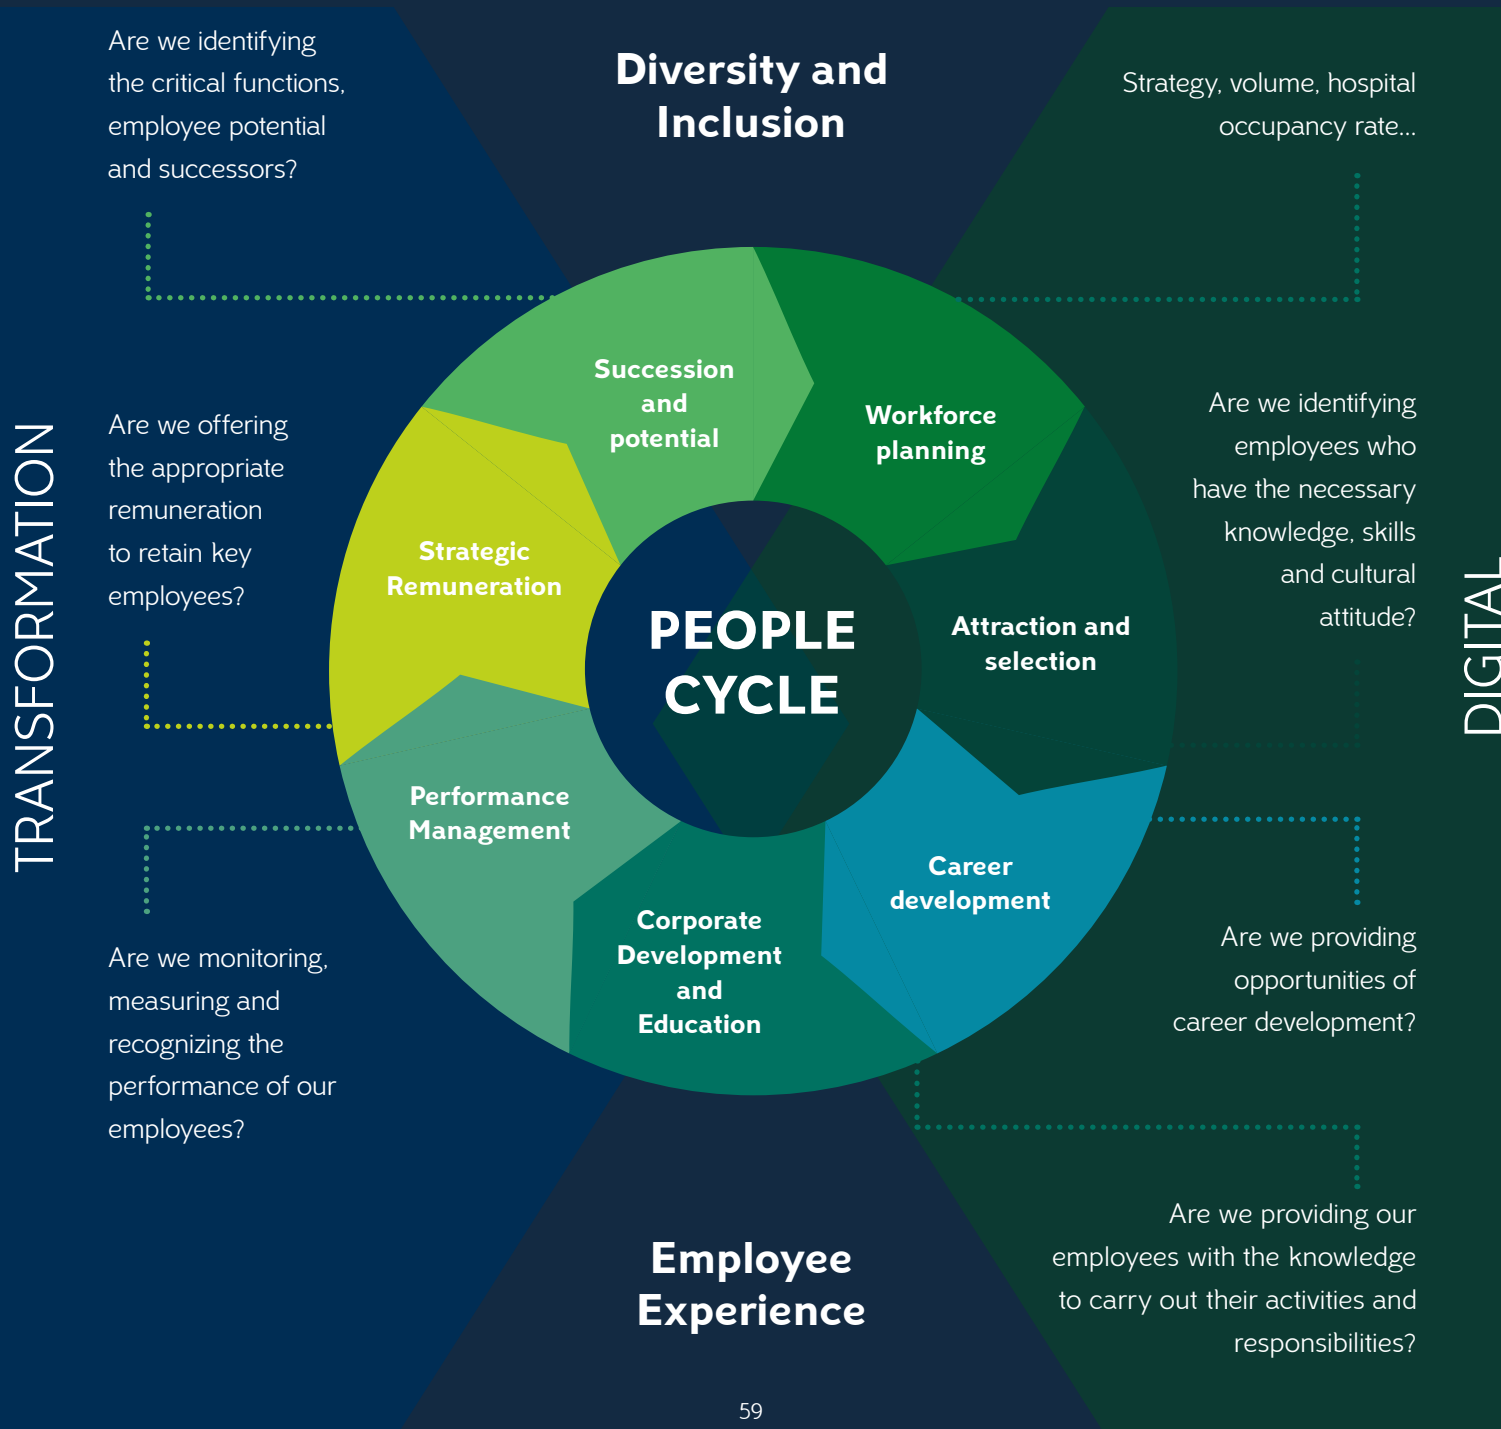 Diversity and
Inclusion
Are we identifying
the critical functions,
employee potential
and successors?
Strategy, volume, hospital
occupancy rate...
Succession
and
potential
Workforce
planning
Are we offering
the appropriate
remuneration
to retain key
employees?
Are we identifying
employees who
have the necessary
knowledge, skills
and cultural
attitude?
TRANSFORMATION
DIGITAL
Strategic
Remuneration
PEOPLE
CYCLE
Attraction and
selection
Performance
Management
Career
development
Corporate
Development
and
Education
Are we monitoring,
measuring and
recognizing the
performance of our
employees?
Are we providing
opportunities of
career development?
Are we providing our
employees with the knowledge
to carry out their activities and
responsibilities?
Employee
Experience
59